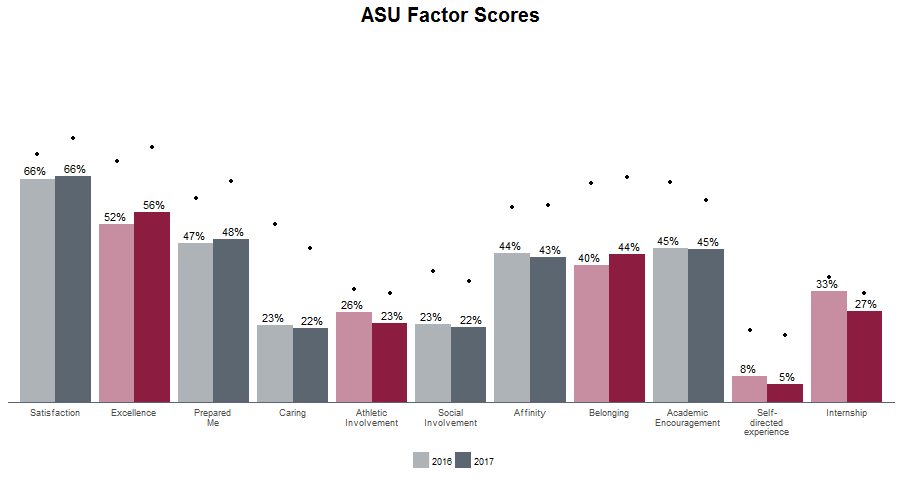 ASU Factor Scores
66% 66%
52% 56%
47% 48%
23% 22%
26% 23%
23% 22%
44% 43%
40% 44%
45% 45%
8% 5%
33% 27%
Satisfaction
Excellence
Prepared
Me
Caring
Athletic
Involvement
Social
Involvement
Affinity
Belonging
Academic
Encouragement
Self-
directed
experience
Internship
2016 2017